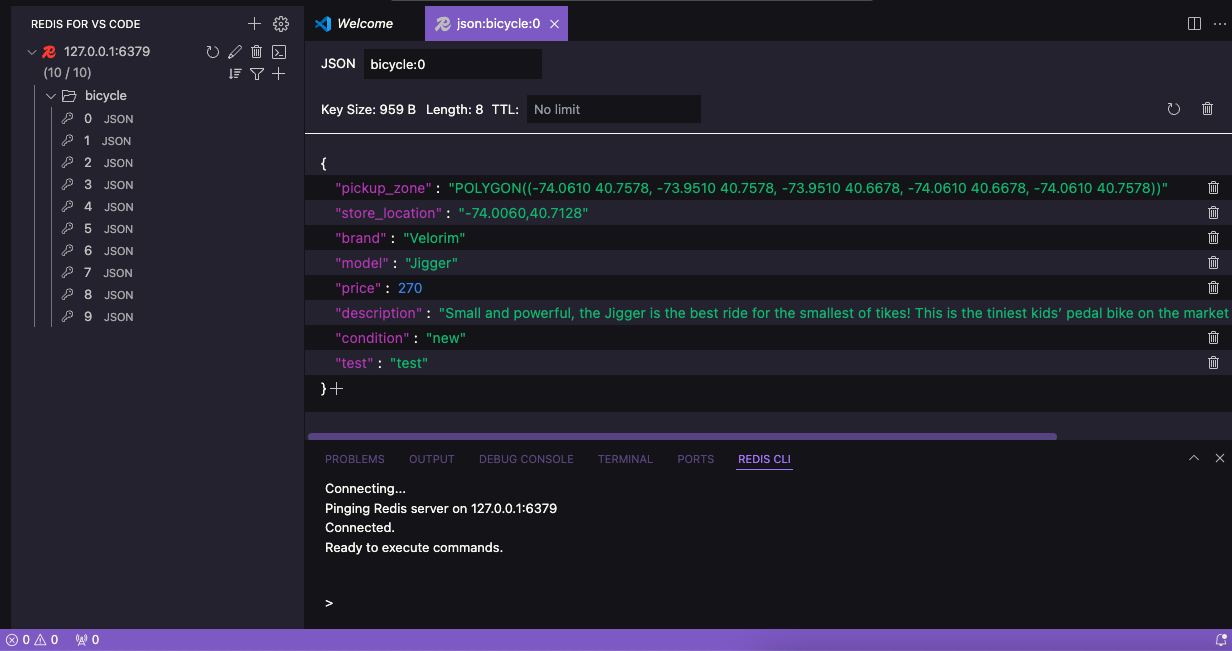 REDIS FOR VS CODE
127.0.0.1:6379
(10 / 10)
bicycle
0 JSON
1 JSON
2 JSON
3 JSON
4 JSON
5 JSON
6 JSON
7 JSON
8 JSON
9 JSON
Welcome
json:bicycle:0
JSON bicycle:0
Key Size: 959 B Length: 8 TTL: No limit
{
"pickup_zone" : "POLYGON((-74.0610 40.7578, -73.9510 40.7578, -73.9510 40.6678, -74.0610 40.6678, -74.0610 40.7578))"
"store_location" : "-74.0060,40.7128"
"brand" : "Velorim"
"model" : "Jigger"
"price" : 270
"description" : "Small and powerful, the Jigger is the best ride for the smallest of tikes! This is the tiniest kids’ pedal bike on the market
"condition" : "new"
"test" : "test"
}
PROBLEMS OUTPUT DEBUG CONSOLE TERMINAL PORTS REDIS CLI
Connecting...
Pinging Redis server on 127.0.0.1:6379
Connected.
Ready to execute commands.
>
0 0 0